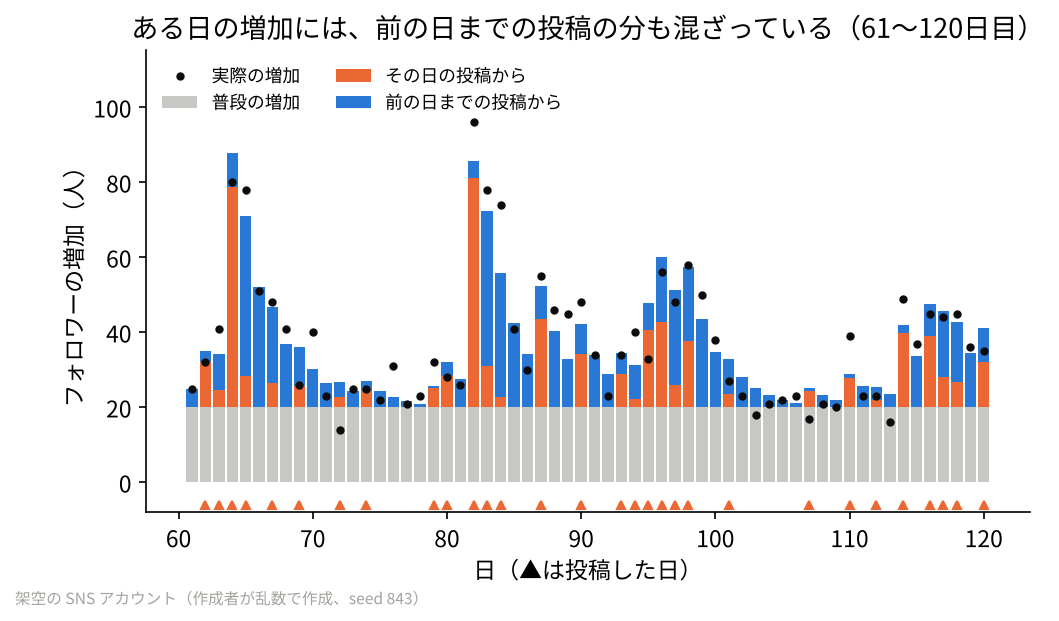 ある日の増加には、前の日までの投稿の分も混ざっている（61〜120日目）
実際の増加
普段の増加
その日の投稿から
前の日までの投稿から
フォロワーの増加（人）
100
80
60
40
20
0
60 70 80 90 100 110 120
日（▲は投稿した日）
架空の SNS アカウント（作成者が乱数で作成、seed 843）